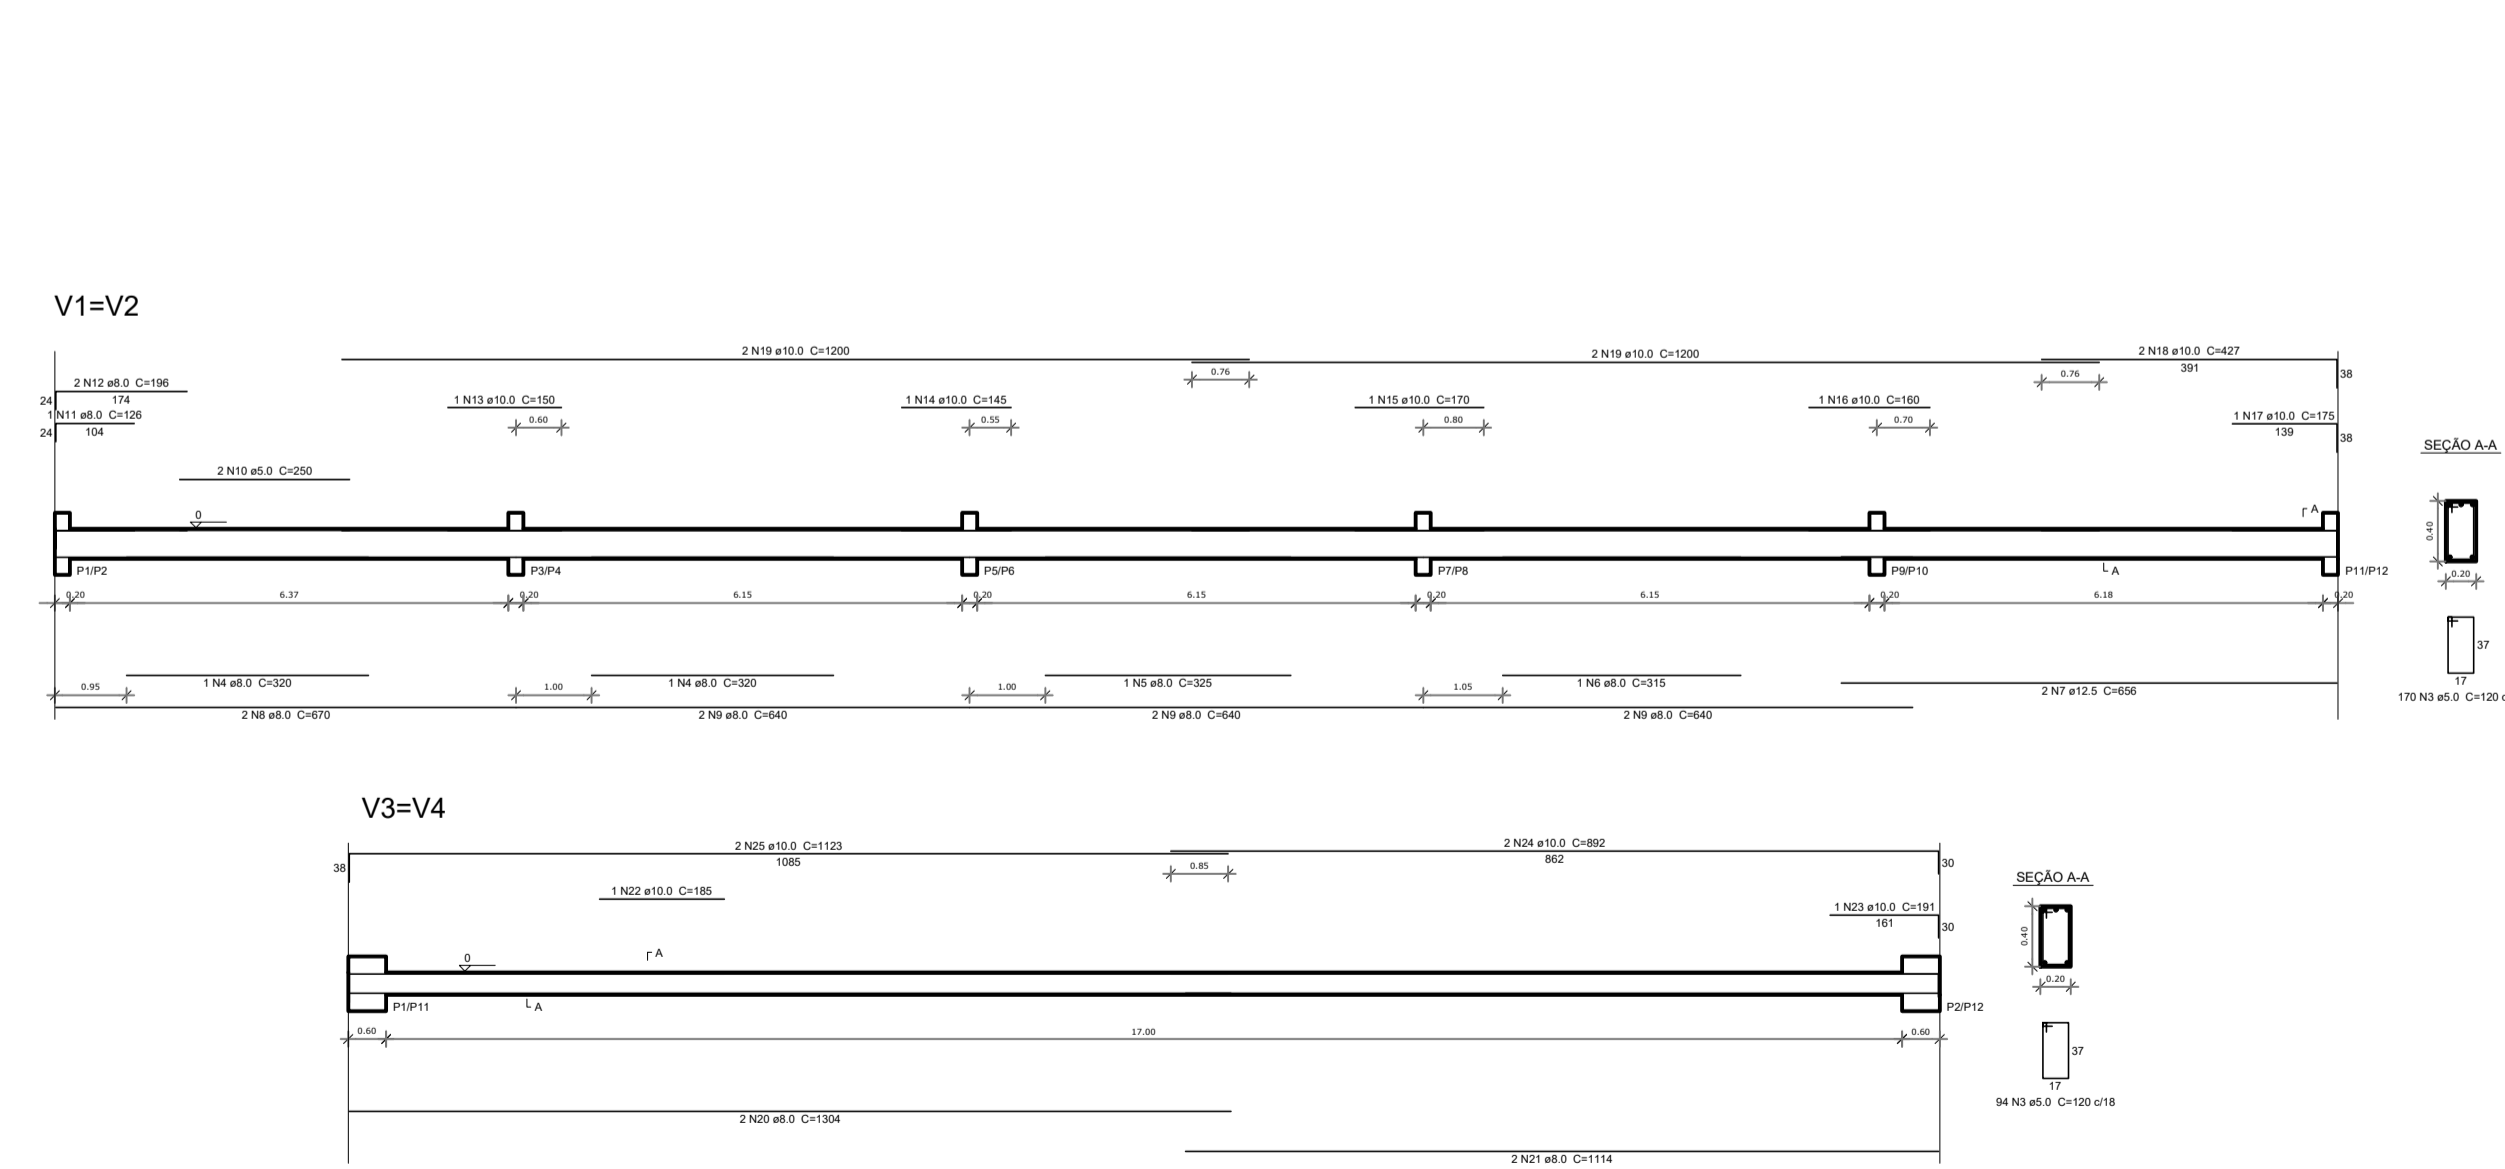 V1=V2
2 N19 ø10.0 C=1200
2 N19 ø10.0 C=1200
2 N18 ø10.0 C=427
391
38
0.76
0.76
2 N12 ø8.0 C=196
174
24
1 N11 ø8.0 C=126
104
24
1 N13 ø10.0 C=150
0.60
1 N14 ø10.0 C=145
0.55
1 N15 ø10.0 C=170
0.80
1 N16 ø10.0 C=160
0.70
1 N17 ø10.0 C=175
139
38
2 N10 ø5.0 C=250
0
A
P1/P2
P3/P4
P5/P6
P7/P8
P9/P10
A
P11/P12
0.20
6.37
0.20
6.15
0.20
6.15
0.20
6.15
0.20
6.18
0.20
1 N4 ø8.0 C=320
1 N4 ø8.0 C=320
1 N5 ø8.0 C=325
1 N6 ø8.0 C=315
0.95
1.00
1.00
1.05
2 N7 ø12.5 C=656
2 N8 ø8.0 C=670
2 N9 ø8.0 C=640
2 N9 ø8.0 C=640
2 N9 ø8.0 C=640
SEÇÃO A-A
0.40
0.20
37
17
170 N3 ø5.0 C=120 c
V3=V4
2 N25 ø10.0 C=1123
1085
38
2 N24 ø10.0 C=892
862
30
0.85
1 N22 ø10.0 C=185
1 N23 ø10.0 C=191
161
30
0
A
P1/P11
A
P2/P12
0.60
17.00
0.60
2 N20 ø8.0 C=1304
2 N21 ø8.0 C=1114
SEÇÃO A-A
0.40
0.20
37
17
94 N3 ø5.0 C=120 c/18